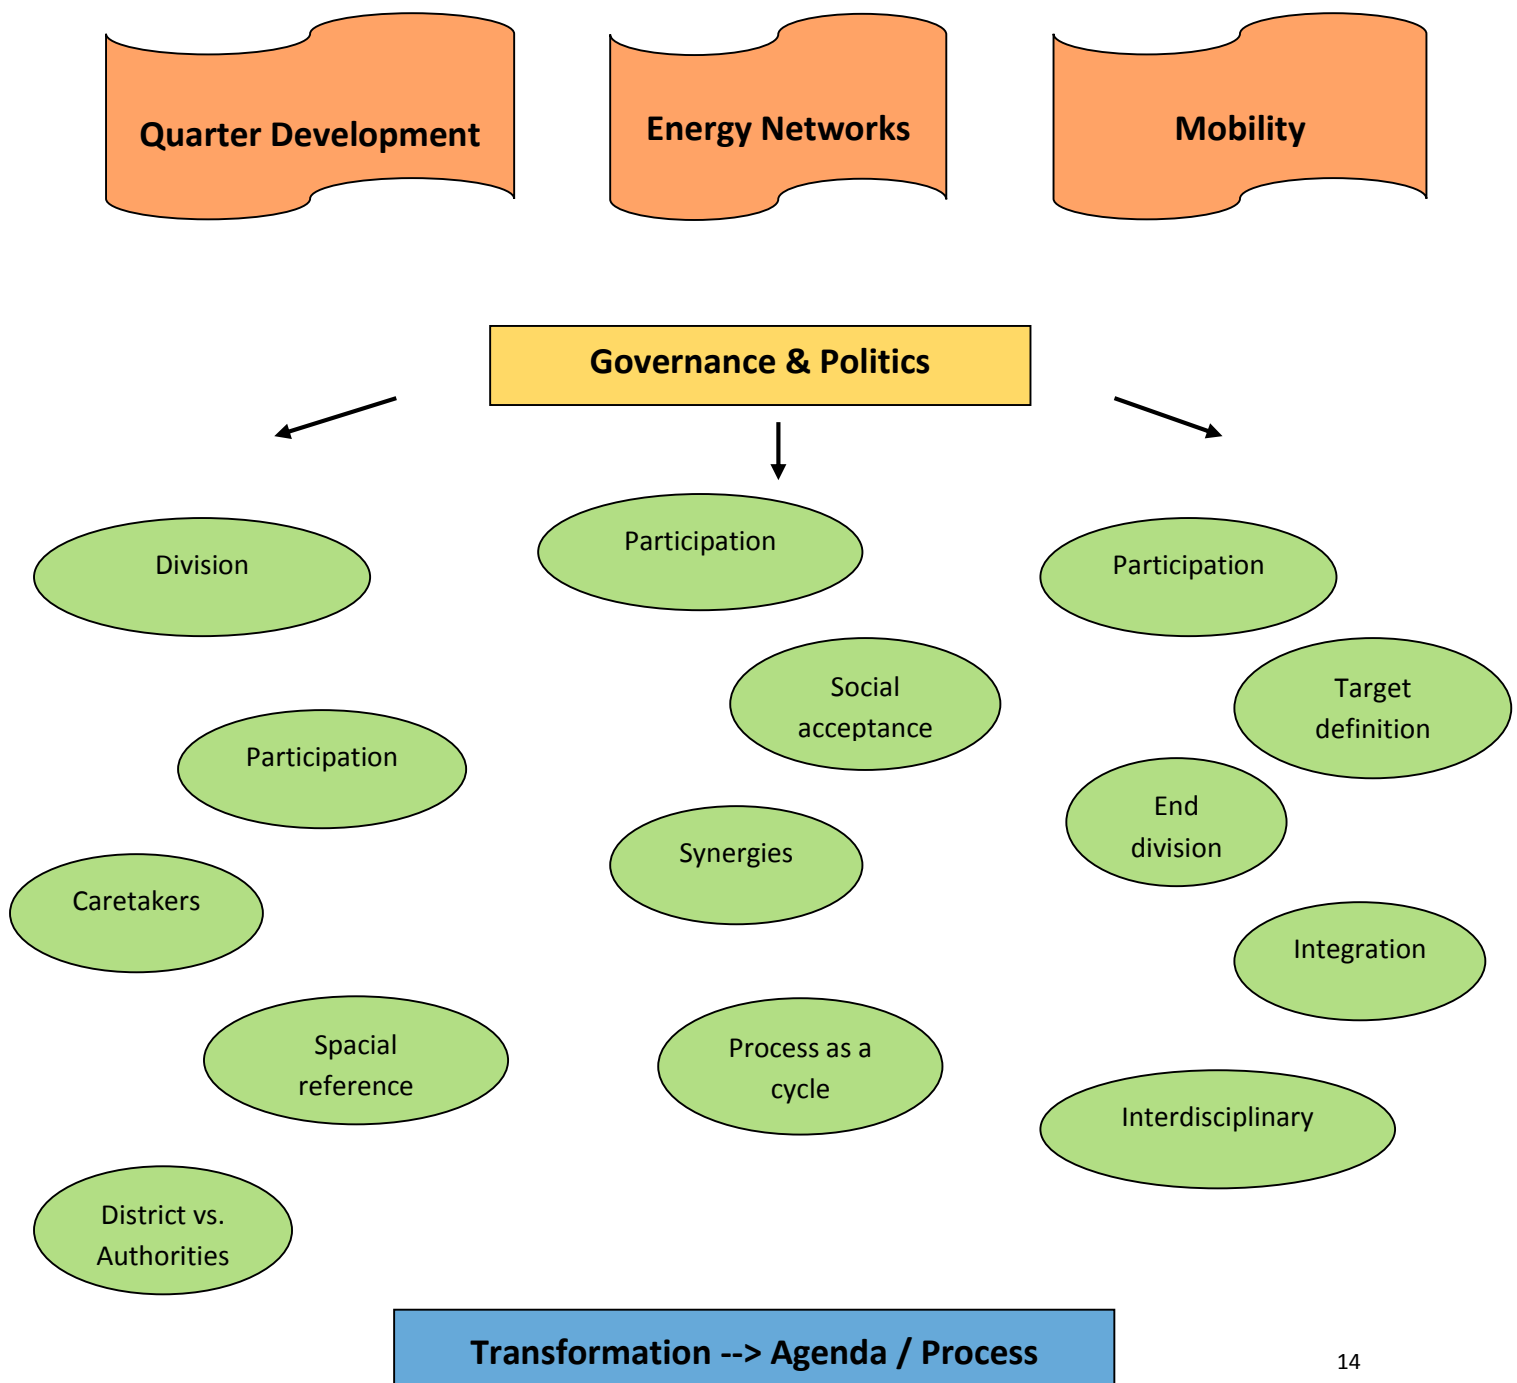 Quarter Development
Energy Networks
Mobility
Governance & Politics
Division
Participation
Caretakers
Spacial
reference
District vs.
Authorities
Participation
Social
acceptance
Synergies
Process as a
cycle
Participation
Target
definition
End
division
Integration
Interdisciplinary
Transformation --> Agenda / Process
14